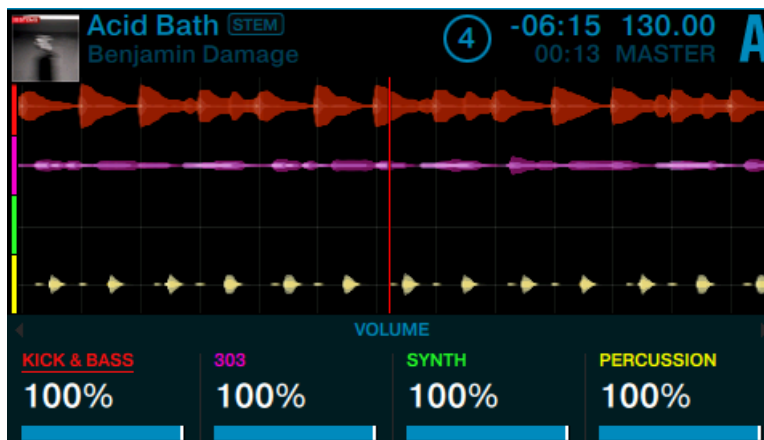 Acid Bath STEM
Benjamin Damage
4
-06:15 130.00
00:13 MASTER
A
VOLUME
KICK & BASS 303 SYNTH PERCUSSION
100% 100% 100% 100%